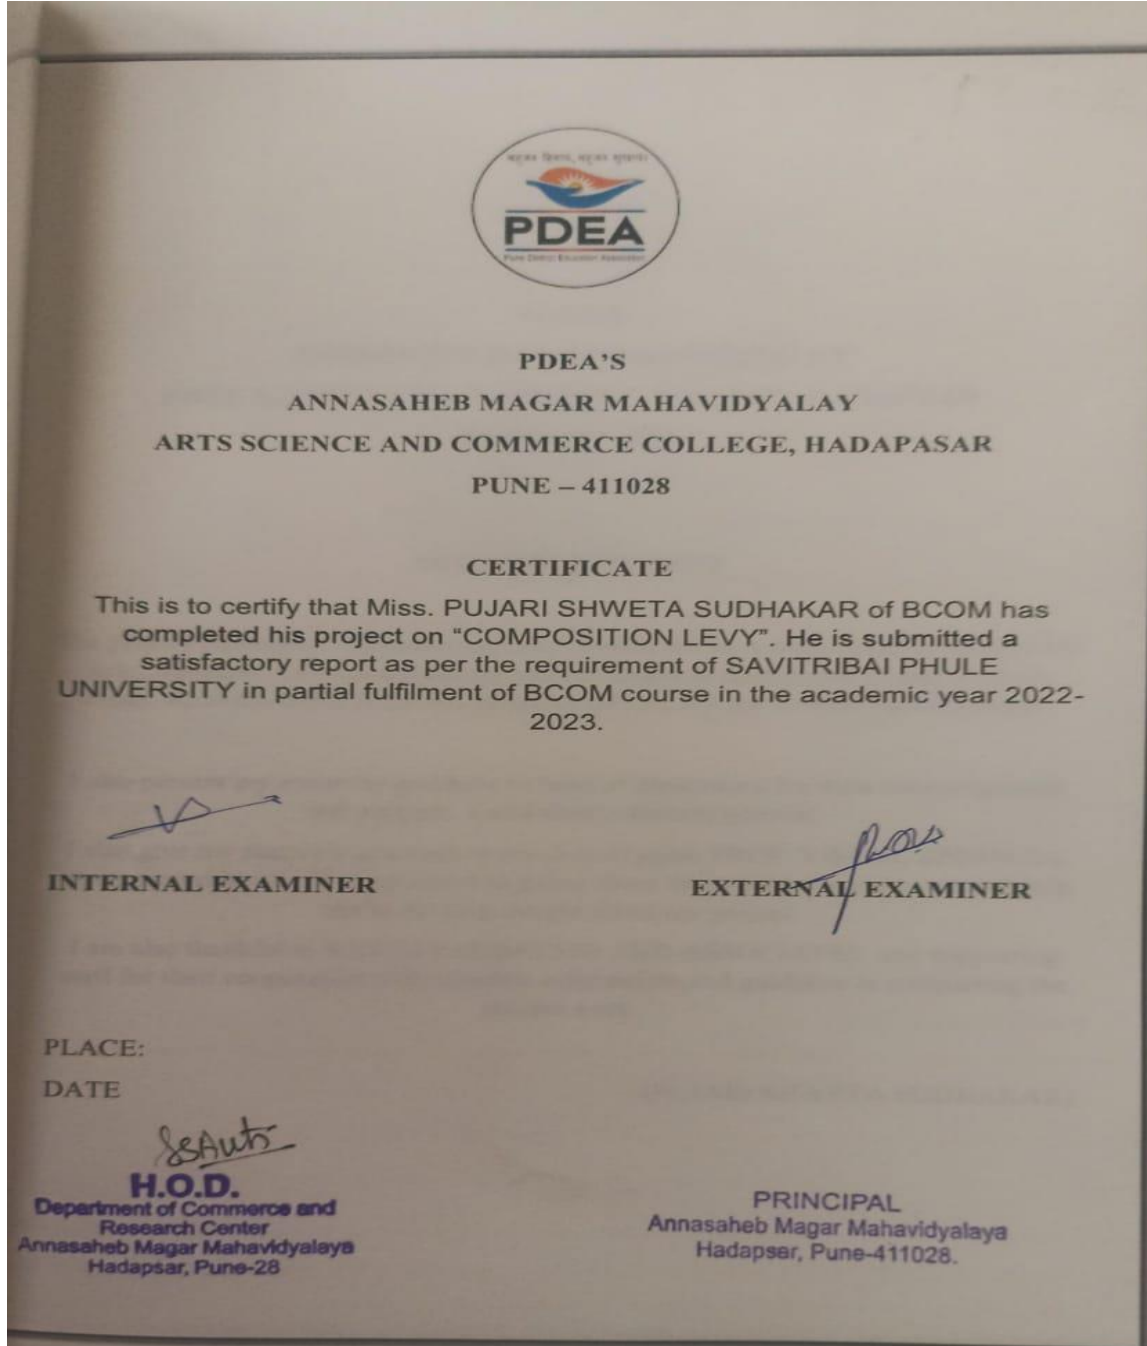 PDEA
Pune District Education Association
PDEA'S
ANNASAHEB MAGAR MAHAVIDYALAY
ARTS SCIENCE AND COMMERCE COLLEGE, HADAPASAR
PUNE – 411028
CERTIFICATE
This is to certify that Miss. PUJARI SHWETA SUDHAKAR of BCOM has
completed his project on “COMPOSITION LEVY”. He is submitted a
satisfactory report as per the requirement of SAVITRIBAI PHULE
UNIVERSITY in partial fulfilment of BCOM course in the academic year 2022-
2023.
INTERNAL EXAMINER
EXTERNAL EXAMINER
PLACE:
DATE
H.O.D.
Department of Commerce and
Research Center
Annasaheb Magar Mahavidyalaya
Hadapsar, Pune-28
PRINCIPAL
Annasaheb Magar Mahavidyalaya
Hadapsar, Pune-411028.